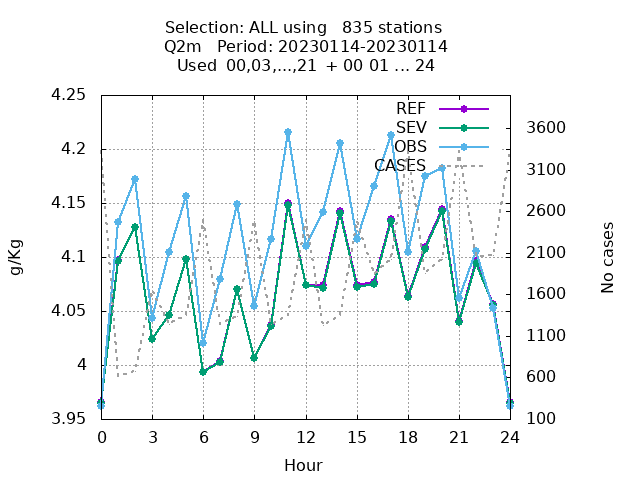 Selection: ALL using   835 stations
Q2m   Period: 20230114-20230114
Used  00,03,...,21  + 00 01 ... 24
4.25
4.2
4.15
4.1
4.05
4
3.95
3600
3100
2600
2100
1600
1100
600
100
REF
SEV
OBS
CASES
g/Kg
No cases
0 3 6 9 12 15 18 21 24
Hour